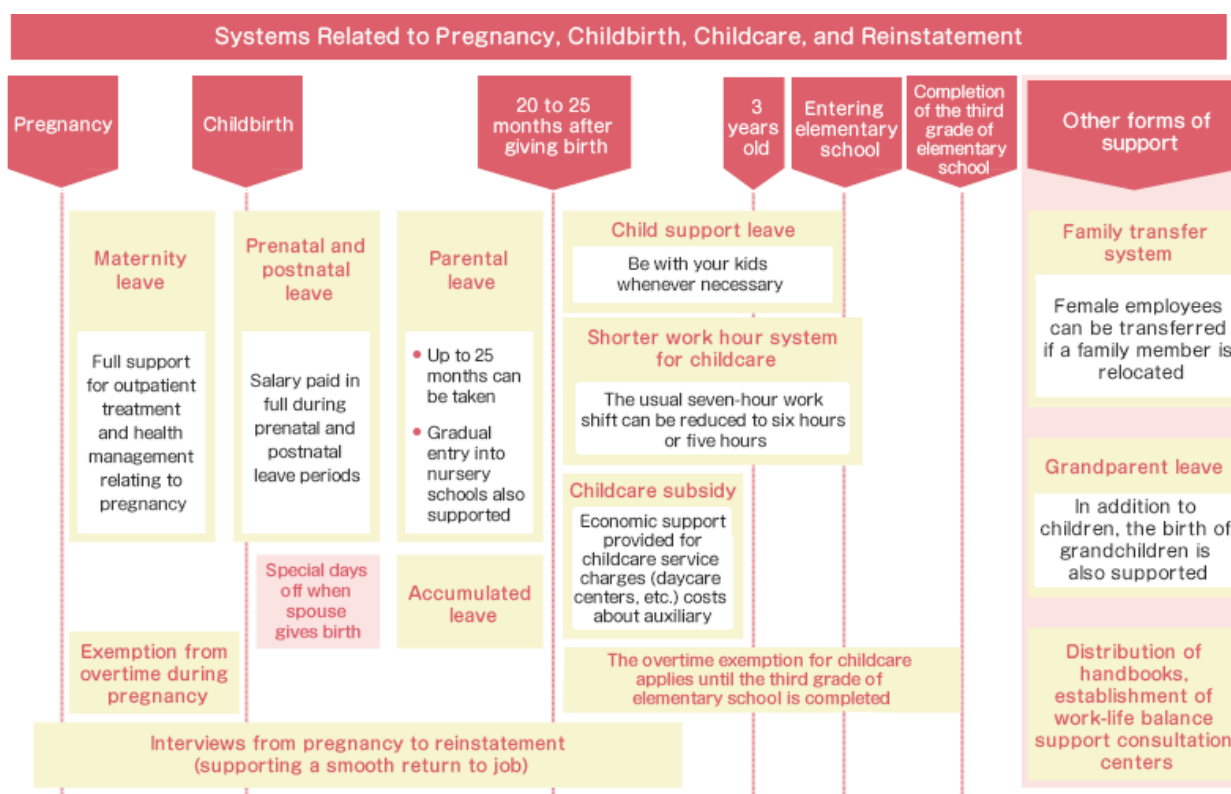 Systems Related to Pregnancy, Childbirth, Childcare, and Reinstatement
Pregnancy
Childbirth
20 to 25
months after
giving birth
3
years
old
Entering
elementary
school
Completion
of the third
grade of
elementary
school
Other forms of
support
Maternity
leave
Full support
for outpatient
treatment
and health
management
relating to
pregnancy
Prenatal and
postnatal
leave
Salary paid in
full during
prenatal and
postnatal
leave periods
Parental
leave
• Up to 25
months can
be taken
• Gradual
entry into
nursery
schools also
supported
Child support leave
Be with your kids
whenever necessary
Shorter work hour system
for childcare
The usual seven-hour work
shift can be reduced to six hours
or five hours
Childcare subsidy
Economic support
provided for
childcare service
charges (daycare
centers, etc.) costs
about auxiliary
Special days
off when
spouse
gives birth
Accumulated
leave
Exemption from
overtime during
pregnancy
The overtime exemption for childcare
applies until the third grade of
elementary school is completed
Interviews from pregnancy to reinstatement
(supporting a smooth return to job)
Family transfer
system
Female employees
can be transferred
if a family member is
relocated
Grandparent leave
In addition to
children, the birth of
grandchildren is
also supported
Distribution of
handbooks,
establishment of
work-life balance
support consultation
centers